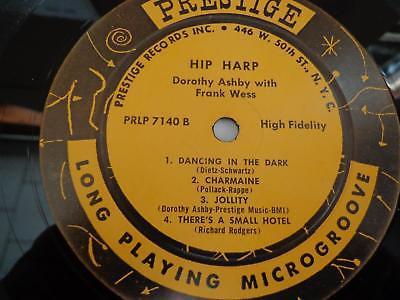 PRESTIGE
PRESTIGE RECORDS INC. • 446 W. 50th ST., N.Y.C.
HIP HARP
Dorothy Ashby with
Frank Wess
PRLP 7140 B
High Fidelity
1. DANCING IN THE DARK
(Dietz-Schwartz)
2. CHARMAINE
(Pollack-Rappe)
3. JOLLITY
(Dorothy Ashby-Prestige Music-BMI)
4. THERE'S A SMALL HOTEL
(Richard Rodgers)
LONG PLAYING MICROGROOVE